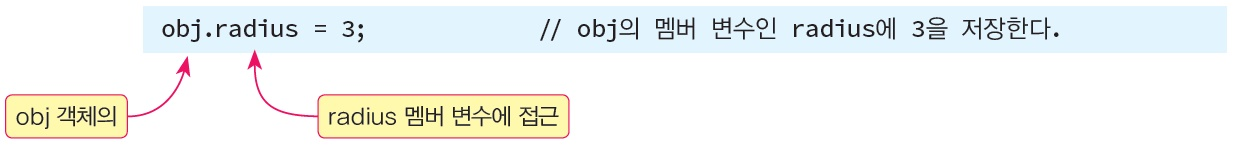 obj.radius = 3; // obj의 멤버 변수인 radius에 3을 저장한다.
obj 객체의
radius 멤버 변수에 접근